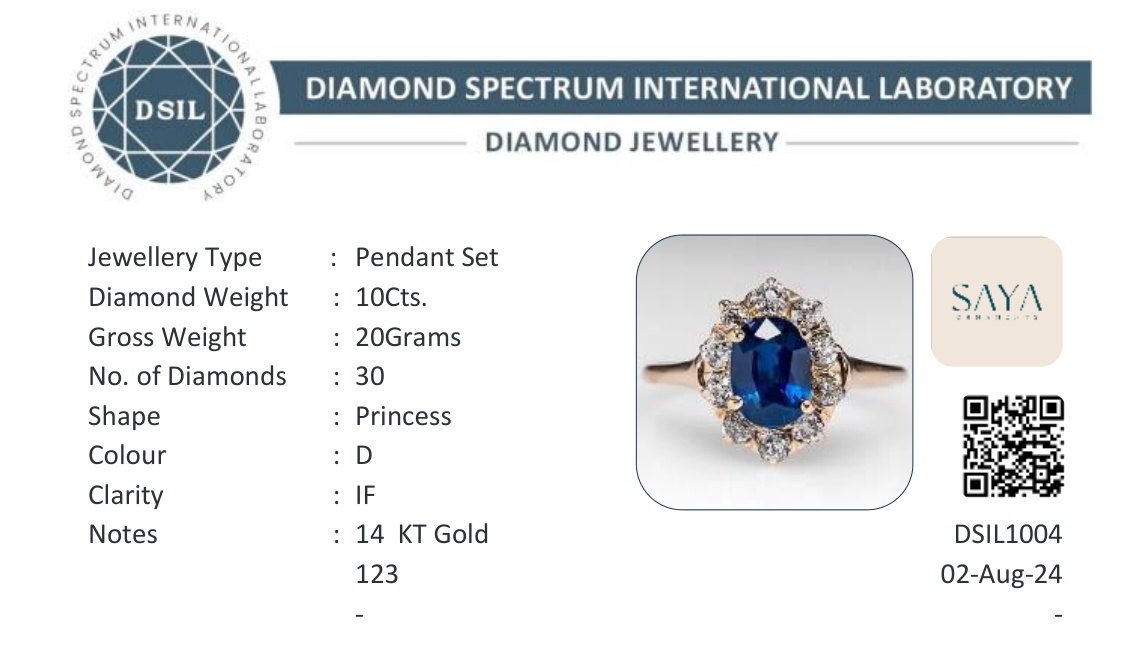 DIAMOND SPECTRUM INTERNATIONAL LABORATORY
DSIL
DIAMOND SPECTRUM INTERNATIONAL LABORATORY
DIAMOND JEWELLERY
Jewellery Type : Pendant Set
Diamond Weight : 10Cts.
Gross Weight : 20Grams
No. of Diamonds : 30
Shape : Princess
Colour : D
Clarity : IF
Notes : 14 KT Gold
123
-
SAYA
ORNAMENTS
DSIL1004
02-Aug-24
-